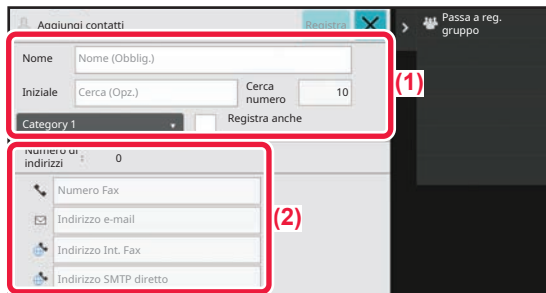 Aggiungi contatti
Registra
Passa a reg.
gruppo
Nome
Nome (Obblig.)
Iniziale
Cerca (Opz.)
Cerca
numero
10
(1)
Category 1
Registra anche
Numero di
indirizzi
:
0
Numero Fax
Indirizzo e-mail
(2)
Indirizzo Int. Fax
Indirizzo SMTP diretto